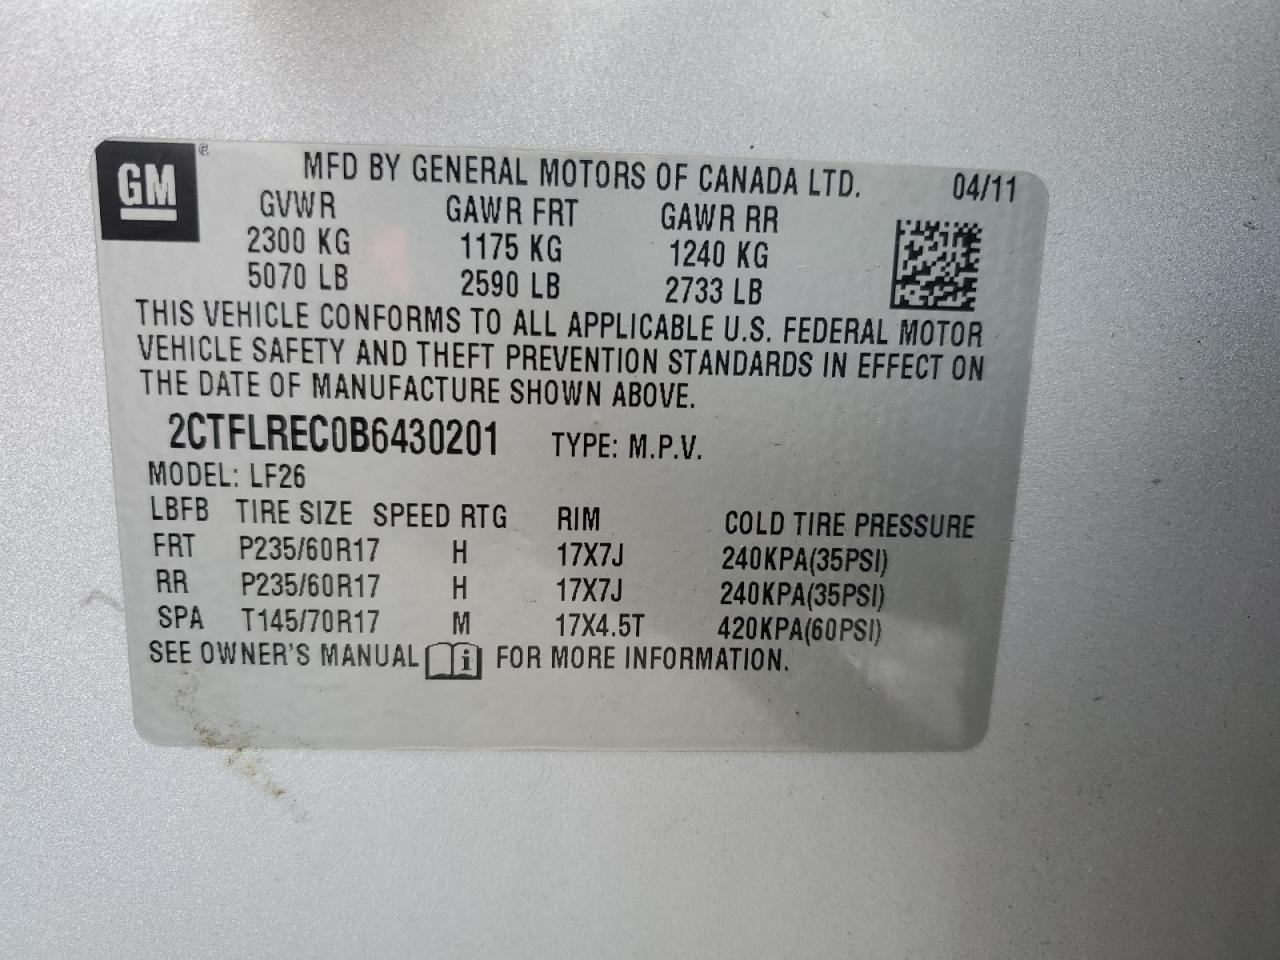 GM® MFD BY GENERAL MOTORS OF CANADA LTD. 04/11
GVWR GAWR FRT GAWR RR
2300 KG 1175 KG 1240 KG
5070 LB 2590 LB 2733 LB
THIS VEHICLE CONFORMS TO ALL APPLICABLE U.S. FEDERAL MOTOR
VEHICLE SAFETY AND THEFT PREVENTION STANDARDS IN EFFECT ON
THE DATE OF MANUFACTURE SHOWN ABOVE.
2CTFLREC0B6430201 TYPE: M.P.V.
MODEL: LF26
LBFB TIRE SIZE SPEED RTG RIM COLD TIRE PRESSURE
FRT P235/60R17 H 17X7J 240KPA(35PSI)
RR P235/60R17 H 17X7J 240KPA(35PSI)
SPA T145/70R17 M 17X4.5T 420KPA(60PSI)
SEE OWNER'S MANUAL i FOR MORE INFORMATION.